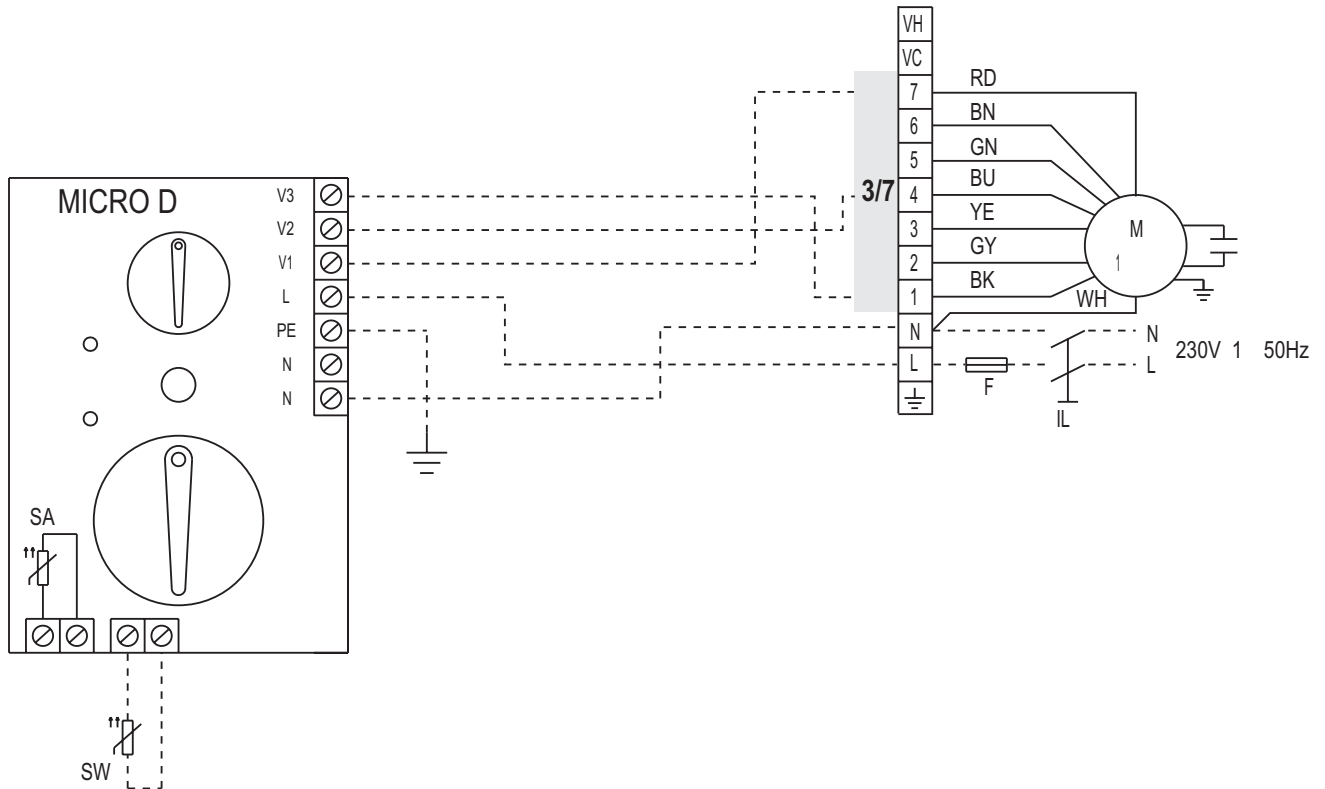 VH
VC
7
RD
6
BN
5
GN
3/7
4
BU
3
YE
2
GY
1
BK
M
1
WH
N
L
F
IL
N
L
230V 1 50Hz
MICRO D
V3
V2
V1
L
PE
N
N
SA
SW